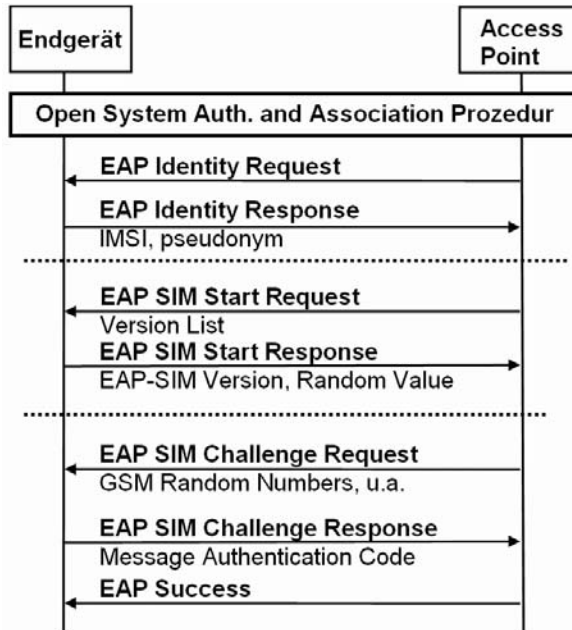 Endgerät
Access
Point
Open System Auth. and Association Prozedur
EAP Identity Request
EAP Identity Response
IMSI, pseudonym
EAP SIM Start Request
Version List
EAP SIM Start Response
EAP-SIM Version, Random Value
EAP SIM Challenge Request
GSM Random Numbers, u.a.
EAP SIM Challenge Response
Message Authentication Code
EAP Success